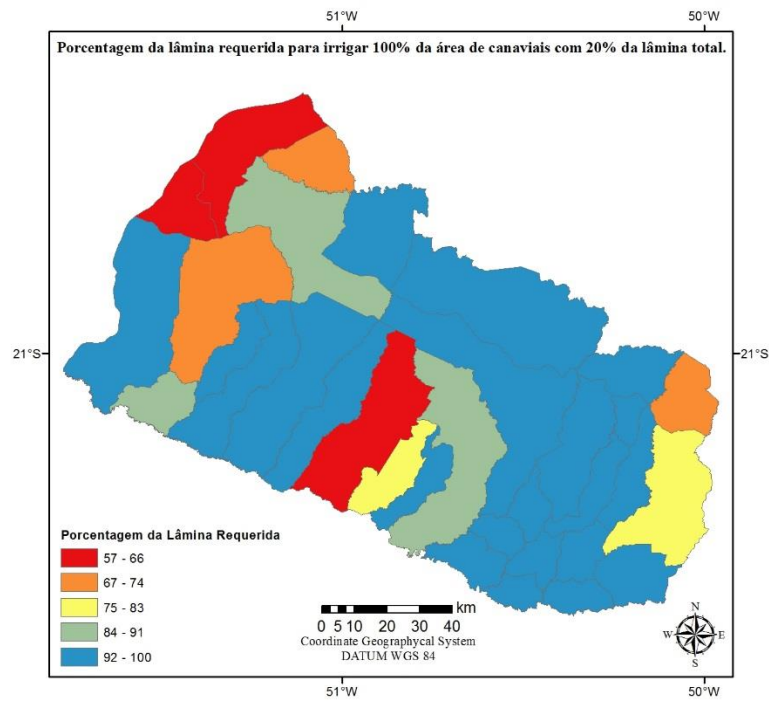 51°W
50°W
Porcentagem da lâmina requerida para irrigar 100% da área de canaviais com 20% da lâmina total.
21°S
21°S
Porcentagem da Lâmina Requerida
57 - 66
67 - 74
75 - 83
84 - 91
92 - 100
km
0 5 10 20 30 40
Coordinate Geographycal System
DATUM WGS 84
N
W
E
S
51°W
50°W